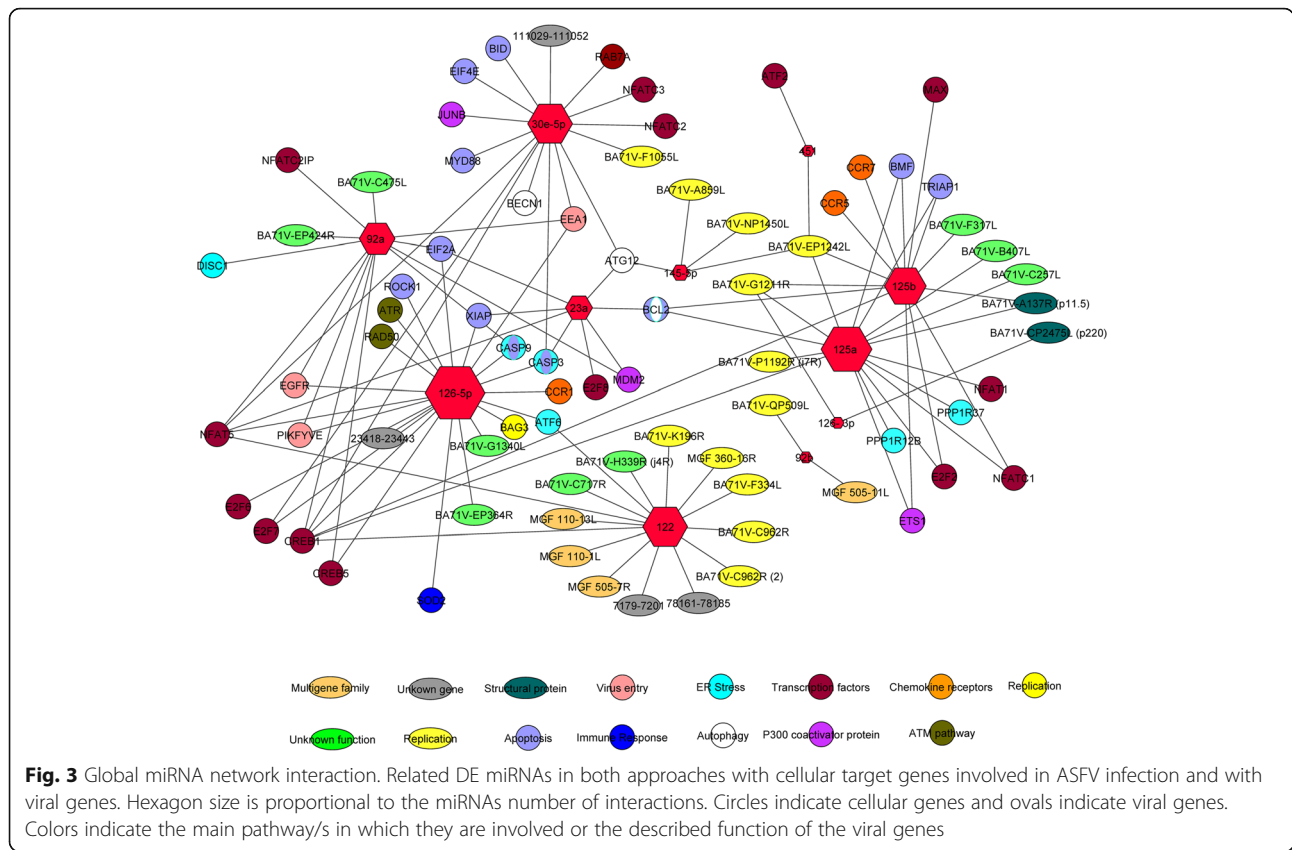 111029-111052
BID
RAB7A
EIF4E
ATF2
MAX
NFATC3
JUNB
30e-5p
NFATC2
451
NFATC2IP
MYD88
BA71V-F1055L
CCR7
BMF
BA71V-C475L
BA71V-A859L
TRIAP1
BECN1
CCR5
EEA1
BA71V-NP1450L
BA71V-F317L
BA71V-EP424R
92a
EIF2A
BA71V-EP1242L
BA71V-B407L
DISC1
ATG12
145-5p
BA71V-C257L
ROCK1
BA71V-G1211R
125b
BA71V-A137R (p11.5)
ATR
XIAP
23a
BCL2
RAD50
BA71V-CP2475L (p220)
CASP9
125a
CASP3
BA71V-P1192R (j7R)
EGFR
126-5p
CCR1
E2F8
MDM2
NFAT1
BA71V-QP509L
PPP1R37
NFAT5
PIKFYVE
23418-23443
BAG3
ATF6
126-3p
BA71V-G1340L
BA71V-K196R
PPP1R12B
92b
BA71V-H339R (j4R)
MGF 360-16R
E2F2
NFATC1
BA71V-C717R
BA71V-F334L
MGF 505-11L
E2F6
BA71V-EP364R
E2F7
MGF 110-13L
122
ETS1
CREB1
BA71V-C962R
MGF 110-1L
CREB5
BA71V-C962R (2)
MGF 505-7R
SOD2
7179-7201
78161-78185
Multigene family
Unkown gene
Structural protein
Virus entry
ER Stress
Transcription factors
Chemokine receptors
Replication
Unknown function
Replication
Apoptosis
Immune Response
Autophagy
P300 coactivator protein
ATM pathway
Fig. 3 Global miRNA network interaction. Related DE miRNAs in both approaches with cellular target genes involved in ASFV infection and with
viral genes. Hexagon size is proportional to the miRNAs number of interactions. Circles indicate cellular genes and ovals indicate viral genes.
Colors indicate the main pathway/s in which they are involved or the described function of the viral genes